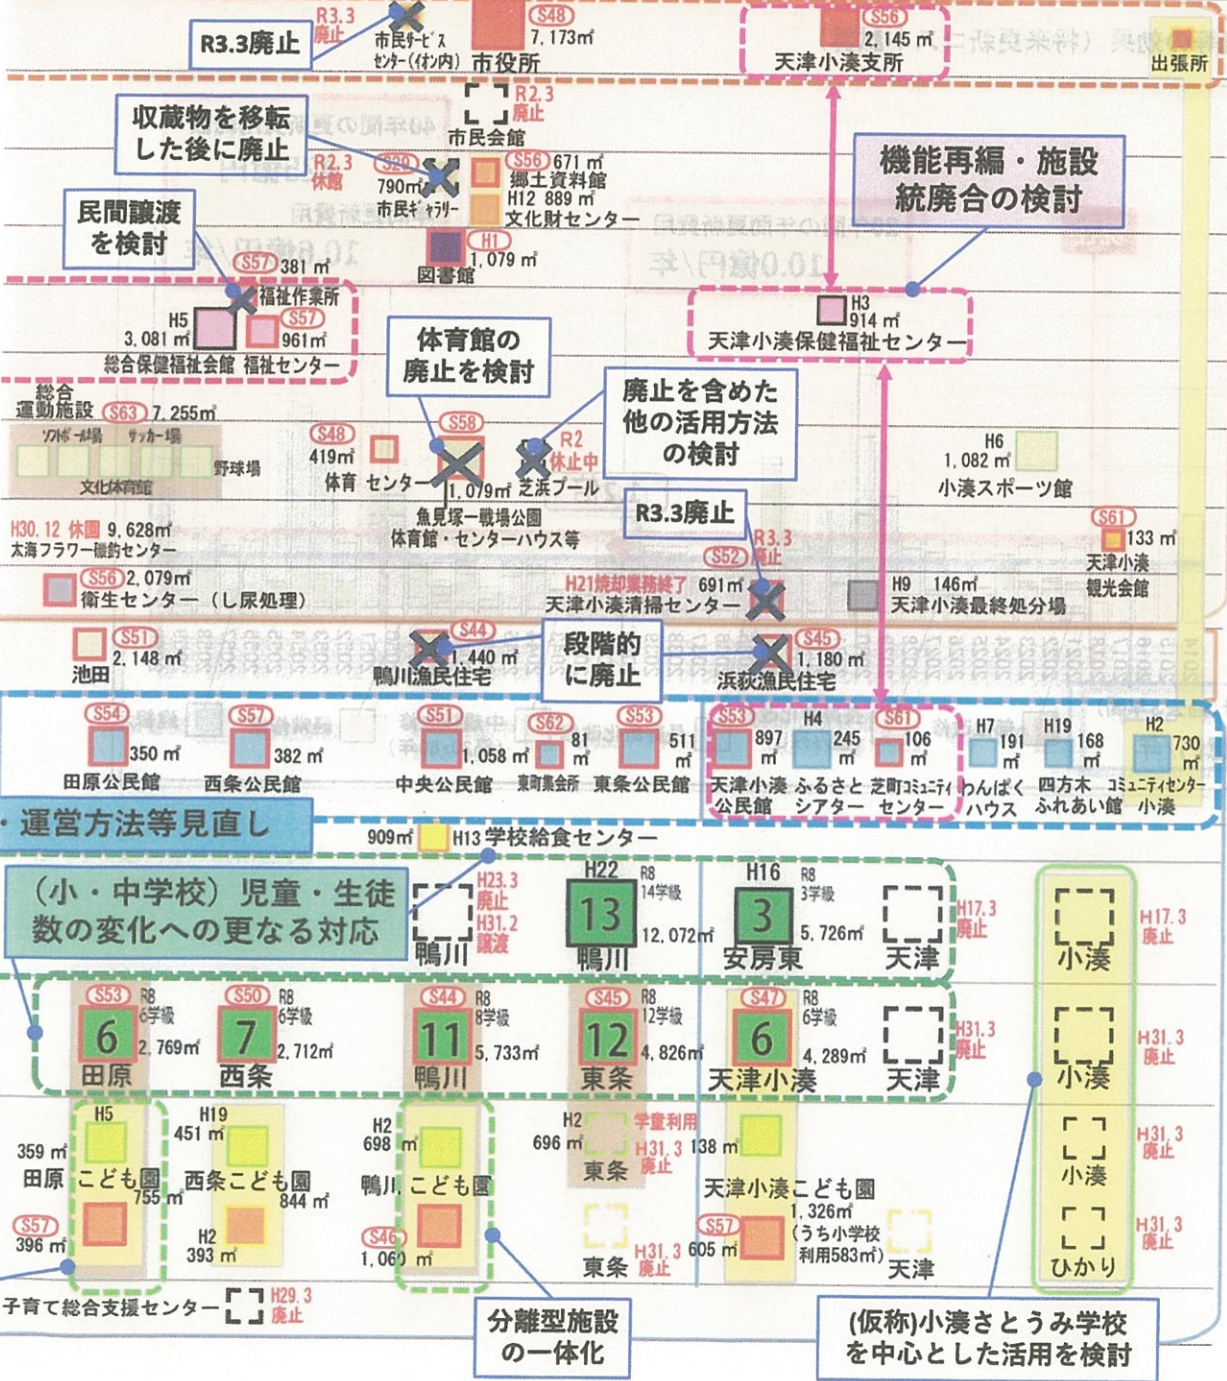 R3.3廃止
R3.3
廃止
市民サービス
センター(イオン内)
S48
7,173㎡
市役所
S56
2,145㎡
天津小湊支所
出張所
R2.3
廃止
市民会館
収蔵物を移転
した後に廃止
R2.3
休館
S29
790㎡
市民ギャラリー
S56 671㎡
郷土資料館
H12 889㎡
文化財センター
機能再編・施設
統廃合の検討
民間譲渡
を検討
H1
1,079㎡
図書館
S57 381㎡
福祉作業所
H5
3,081㎡
S57
961㎡
総合保健福祉会館 福祉センター
H3
914㎡
天津小湊保健福祉センター
体育館の
廃止を検討
廃止を含めた
他の活用方法
の検討
総合
運動施設 S63 7,255㎡
ソフトボール場 サッカー場
野球場
文化体育館
S48
419㎡
体育 センター
S58
1,079㎡
魚見塚一戦場公園
体育館・センターハウス等
R2
休止中
芝浜プール
H6
1,082㎡
小湊スポーツ館
R3.3廃止
H30.12 休園 9,628㎡
太海フラワー磯釣センター
S61
133㎡
天津小湊
観光会館
S56 2,079㎡
衛生センター(し尿処理)
S52
R3.3
廃止
H21焼却業務終了 691㎡
天津小湊清掃センター
H9 146㎡
天津小湊最終処分場
S51
2,148㎡
池田
S44
1,440㎡
鴨川漁民住宅
段階的
に廃止
S45
1,180㎡
浜荻漁民住宅
S54
350㎡
田原公民館
S57
382㎡
西条公民館
S51
1,058㎡
中央公民館
S62
81
㎡
東町集会所
S53
511
㎡
東条公民館
S53
897
㎡
天津小湊
公民館
H4
245
㎡
ふるさと
シアター
S61
106
㎡
芝町コミュニティ
センター
H7
191
㎡
わんぱく
ハウス
H19
168
㎡
四方木
ふれあい館
H2
730
㎡
コミュニティセンター
小湊
・運営方法等見直し
909㎡
H13 学校給食センター
(小・中学校)児童・生徒
数の変化への更なる対応
H23.3
廃止
H31.2
譲渡
鴨川
H22
R8
14学級
13
12,072㎡
鴨川
H16
R8
3学級
3
5,726㎡
安房東
H17.3
廃止
天津
H17.3
廃止
小湊
S53
R8
6学級
6
2,769㎡
田原
S50
R8
6学級
7
2,712㎡
西条
S44
R8
8学級
11
5,733㎡
鴨川
S45
R8
12学級
12
4,826㎡
東条
S47
R8
6学級
6
4,289㎡
天津小湊
H31.3
廃止
天津
H31.3
廃止
小湊
H5
359㎡
田原 こども園
755㎡
S57
396㎡
H19
451㎡
西条こども園
844㎡
H2
393㎡
H2
698㎡
鴨川 こども園
S46
1,060㎡
H2
696㎡
学童利用
H31.3
廃止
東条
H31.3
廃止
東条
138㎡
天津小湊こども園
1,326㎡
(うち小学校
利用583㎡)
S57
605㎡
天津
H31.3
廃止
小湊
H31.3
廃止
ひかり
子育て総合支援センター
H29.3
廃止
分離型施設
の一体化
(仮称)小湊さとうみ学校
を中心とした活用を検討